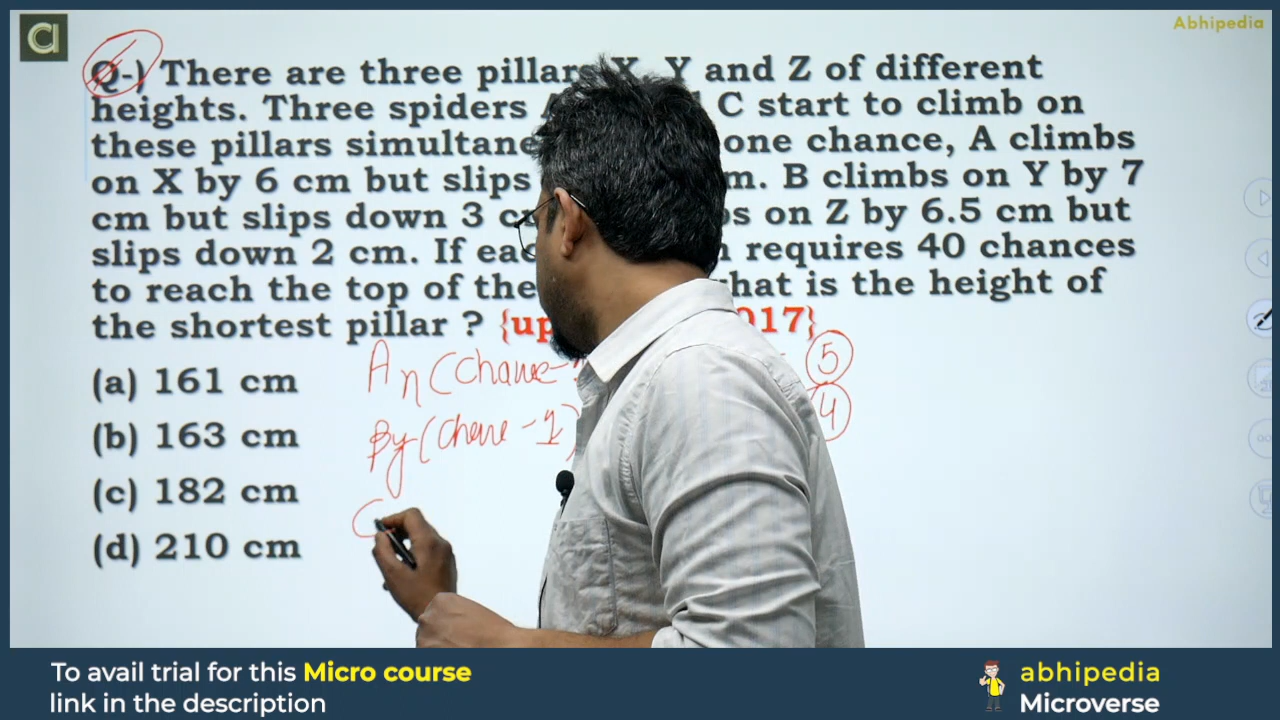 Abhipedia
Q-) There are three pillars X, Y and Z of different
heights. Three spiders A C start to climb on
these pillars simultane one chance, A climbs
on X by 6 cm but slips m. B climbs on Y by 7
cm but slips down 3 c bs on Z by 6.5 cm but
slips down 2 cm. If eac requires 40 chances
to reach the top of the what is the height of
the shortest pillar ? {up 017}
(a) 161 cm
A η (Chance- 5
(b) 163 cm
By (Chance -1) 4
(c) 182 cm
C
(d) 210 cm
To avail trial for this Micro course
link in the description
abhipedia
Microverse